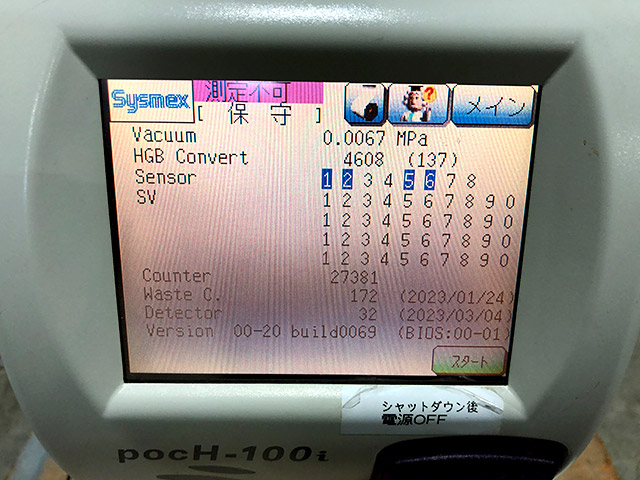 Sysmex 測定不可
[ 保 守 ] ? メイン
Vacuum 0.0067 MPa
HGB Convert 4608 (137)
Sensor 1 2 3 4 5 6 7 8
SV 1 2 3 4 5 6 7 8 9 0
1 2 3 4 5 6 7 8 9 0
1 2 3 4 5 6 7 8 9 0
1 2 3 4 5 6 7 8 9 0
Counter 27381
Waste C. 172 (2023/01/24)
Detector 32 (2023/03/04)
Version 00-20 build0069 (BIOS:00-01)
スタート
シャットダウン後
電源OFF
pocH-100i